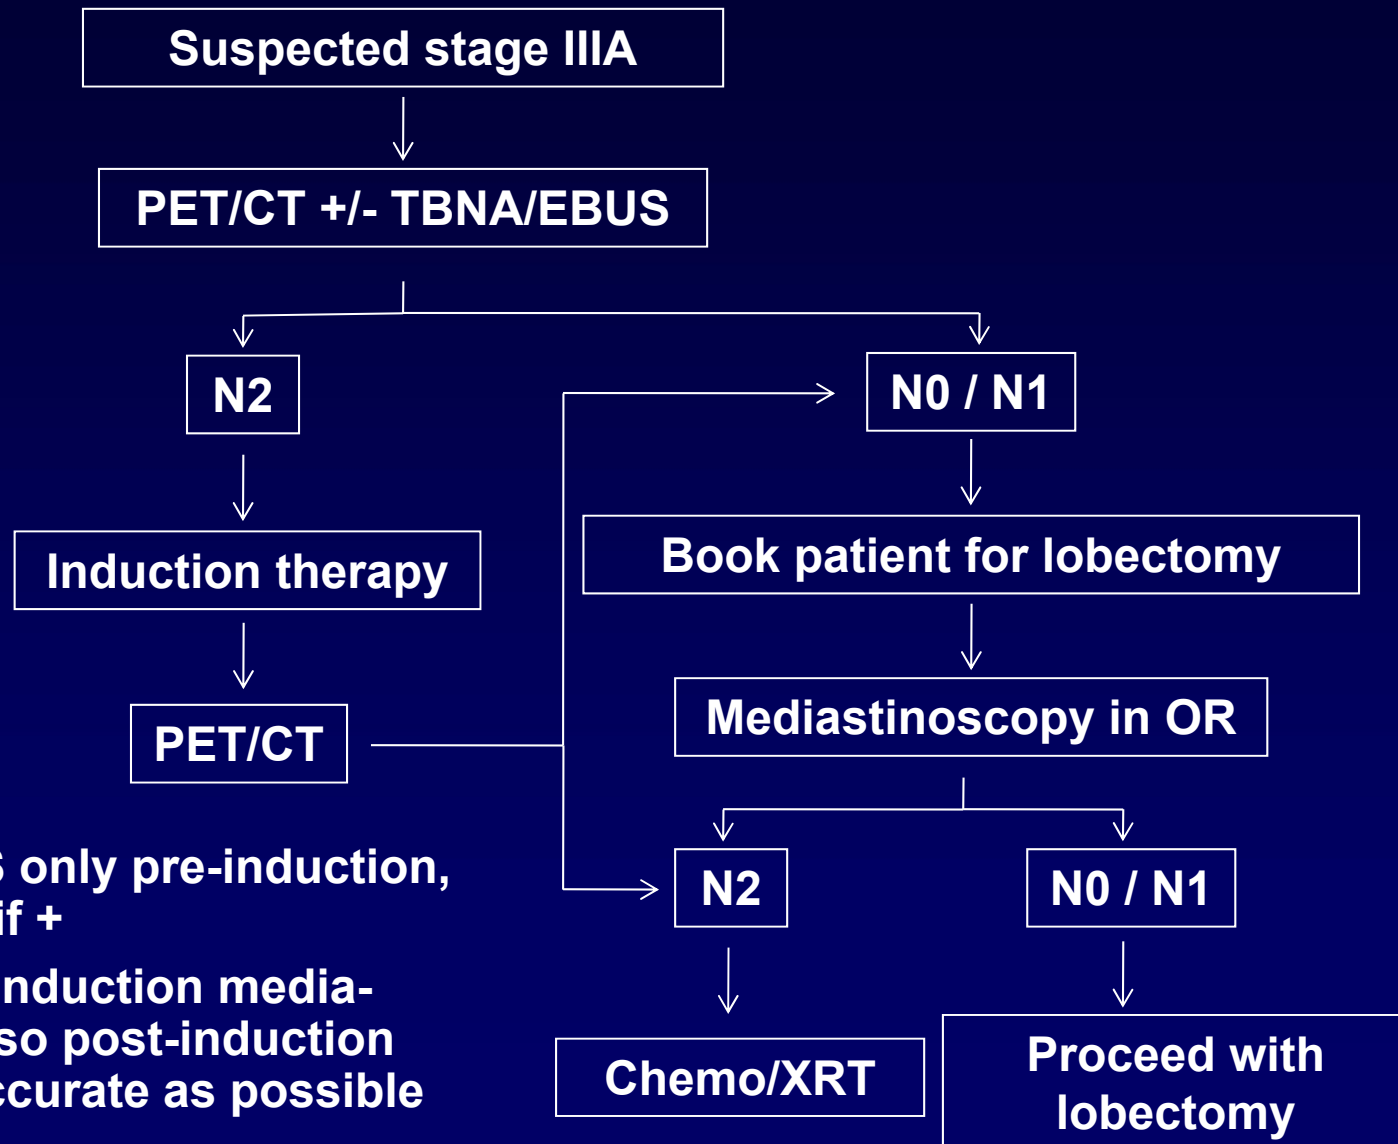 Suspected stage IIIA
PET/CT +/- TBNA/EBUS
N2
N0 / N1
Induction therapy
Book patient for lobectomy
PET/CT
Mediastinoscopy in OR
N2
N0 / N1
only pre-induction,
if +
induction media-
so post-induction
as possible
Chemo/XRT
Proceed with
lobectomy